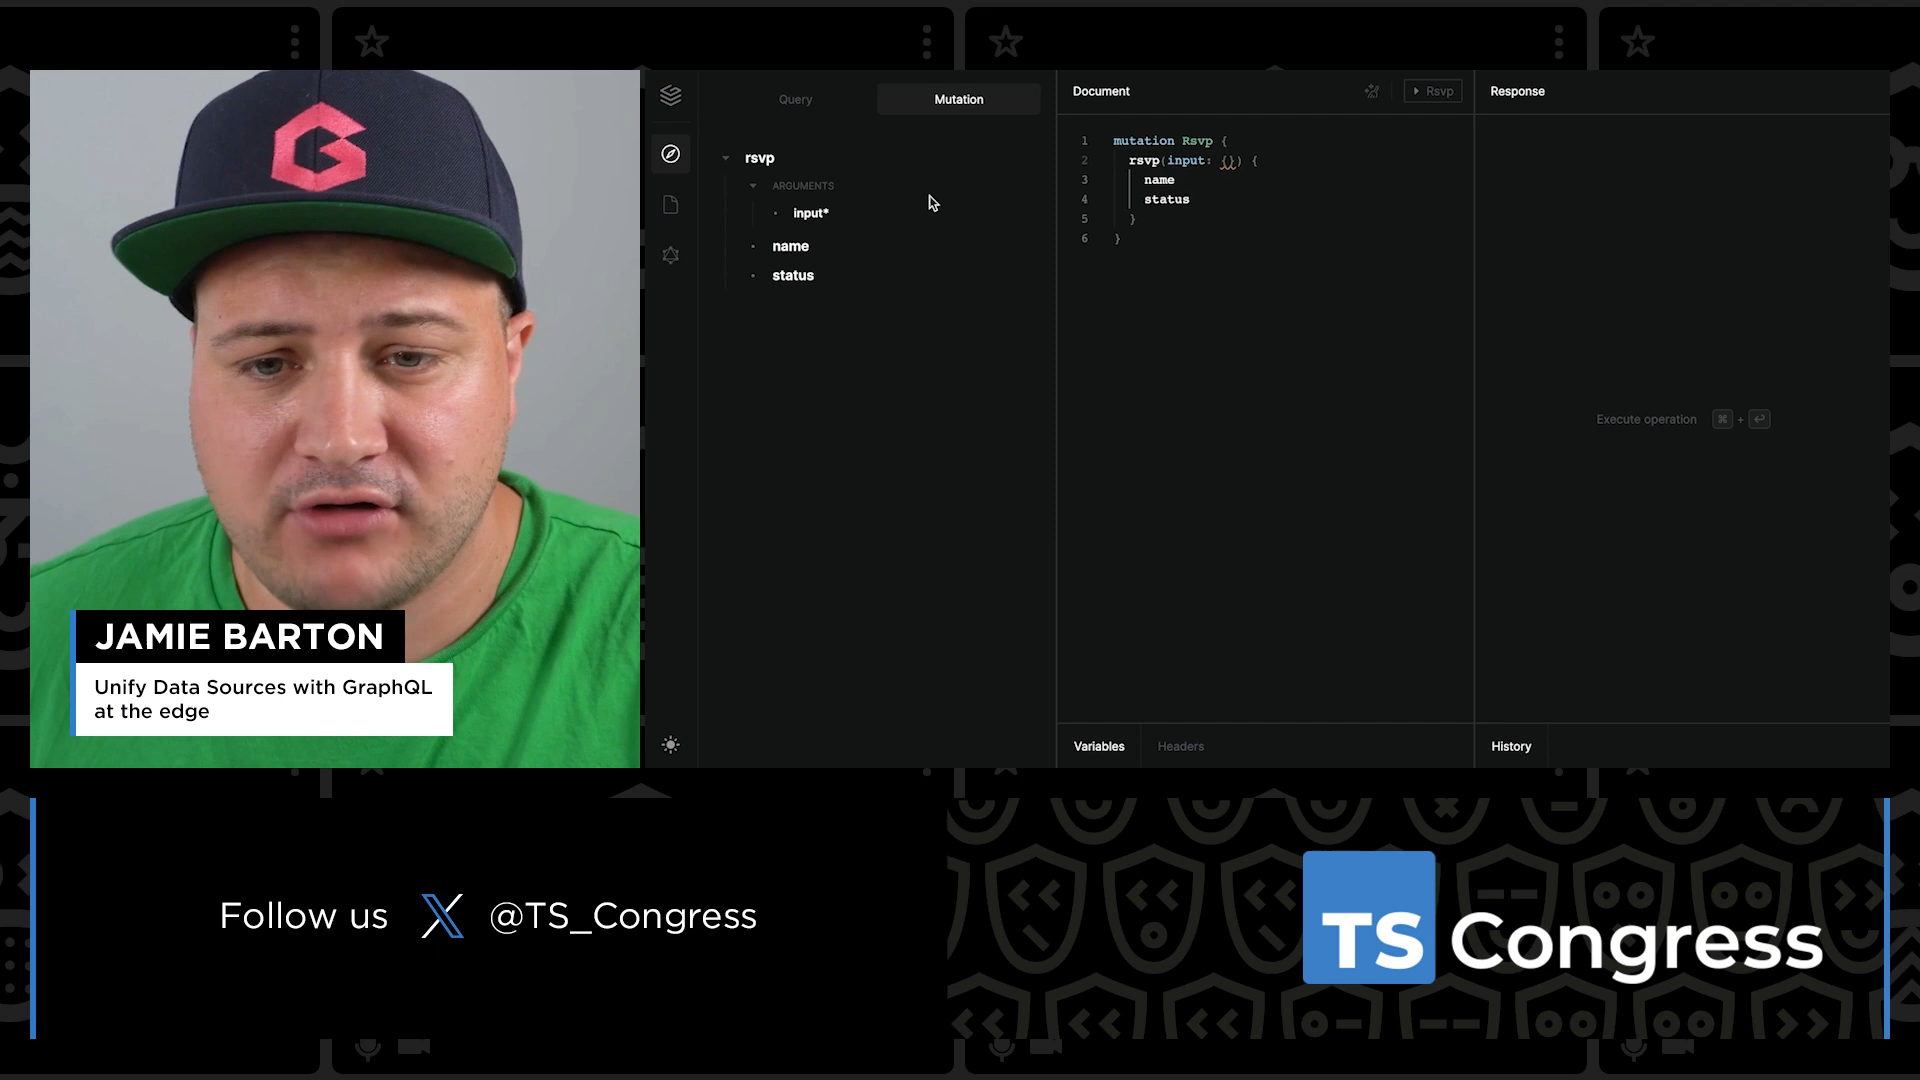 JAMIE BARTON
Unify Data Sources with GraphQL
at the edge
Query
Mutation
rsvp
ARGUMENTS
input*
name
status
Document
Rsvp
1 mutation Rsvp {
2 rsvp(input: {}) {
3 name
4 status
5 }
6 }
Variables
Headers
Response
Execute operation ⌘ + ↩
History
Follow us X @TS_Congress
TS Congress